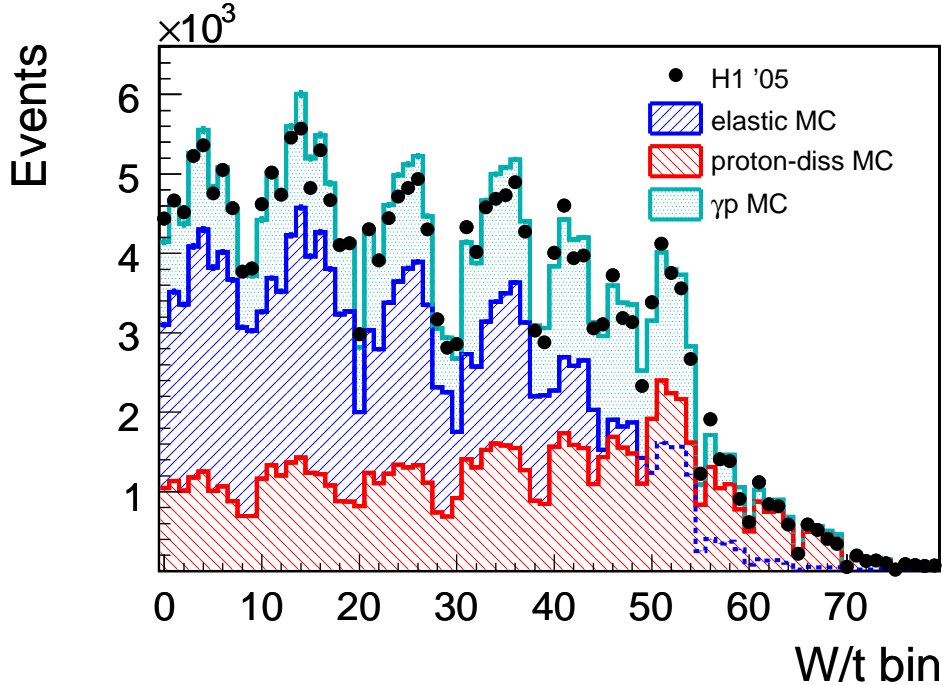 ×10³
Events
6
5
4
3
2
1
H1 '05
elastic MC
proton-diss MC
γp MC
0 10 20 30 40 50 60 70
W/t bin